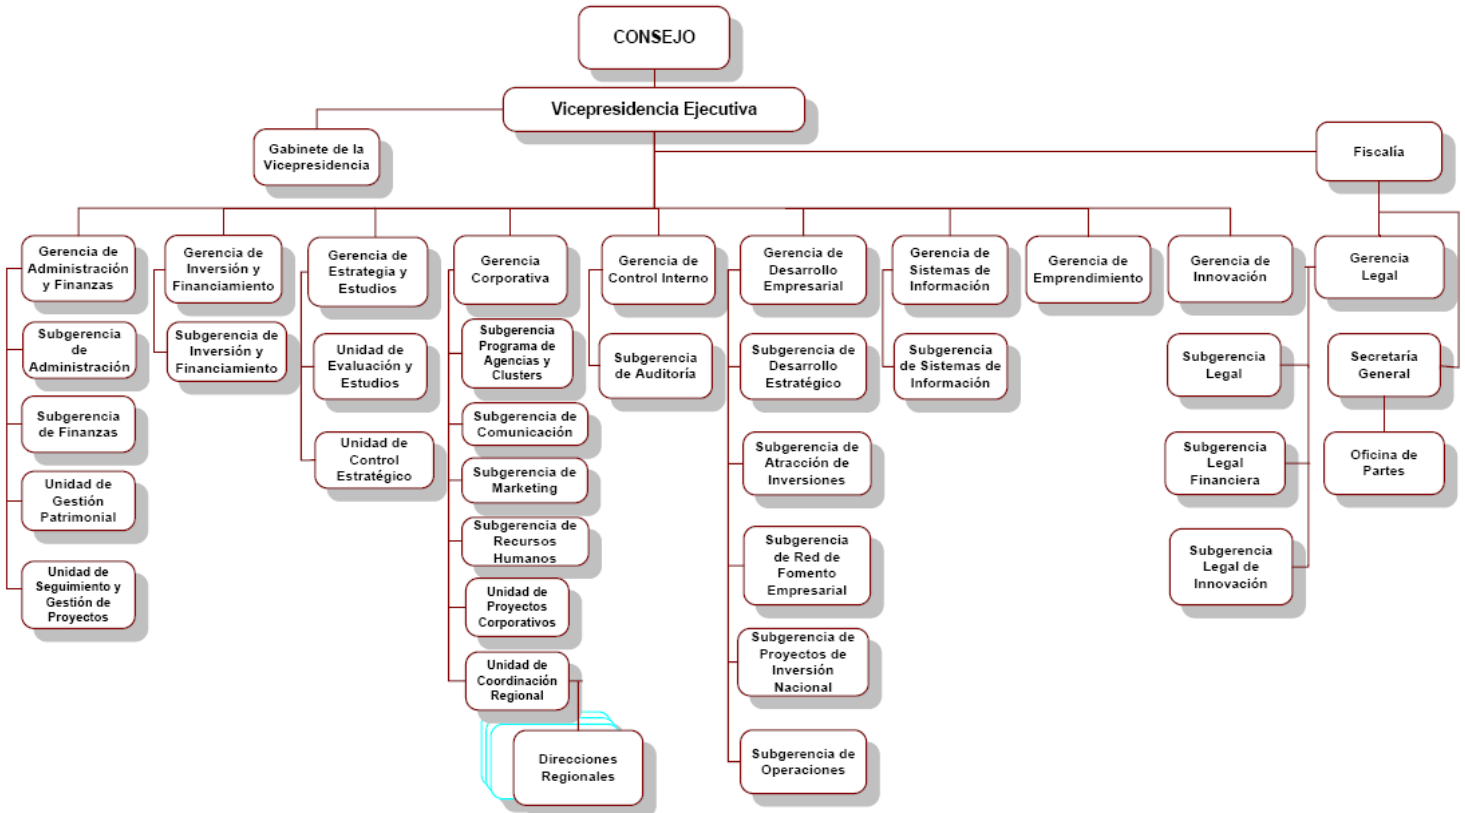 CONSEJO
Vicepresidencia Ejecutiva
Gabinete de la
Vicepresidencia
Fiscalía
Gerencia de
Administración
y Finanzas
Gerencia de
Inversión y
Financiamiento
Gerencia de
Estrategia y
Estudios
Gerencia
Corporativa
Gerencia de
Control Interno
Gerencia de
Desarrollo
Empresarial
Gerencia de
Sistemas de
Información
Gerencia de
Emprendimiento
Gerencia de
Innovación
Gerencia
Legal
Subgerencia
de
Administración
Subgerencia de
Inversión y
Financiamiento
Unidad de
Evaluación y
Estudios
Subgerencia
Programa de
Agencias y
Clusters
Subgerencia
de Auditoría
Subgerencia de
Desarrollo
Estratégico
Subgerencia
de Sistemas de
Información
Subgerencia
Legal
Secretaría
General
Subgerencia
de Finanzas
Unidad de
Control
Estratégico
Subgerencia de
Comunicación
Subgerencia de
Atracción de
Inversiones
Subgerencia
Legal
Financiera
Oficina de
Partes
Unidad de
Gestión
Patrimonial
Subgerencia de
Marketing
Subgerencia de
Recursos
Humanos
Subgerencia
de Red de
Fomento
Empresarial
Subgerencia
Legal de
Innovación
Unidad de
Seguimiento y
Gestión de
Proyectos
Unidad de
Proyectos
Corporativos
Subgerencia de
Proyectos de
Inversión
Nacional
Unidad de
Coordinación
Regional
Direcciones
Regionales
Subgerencia de
Operaciones